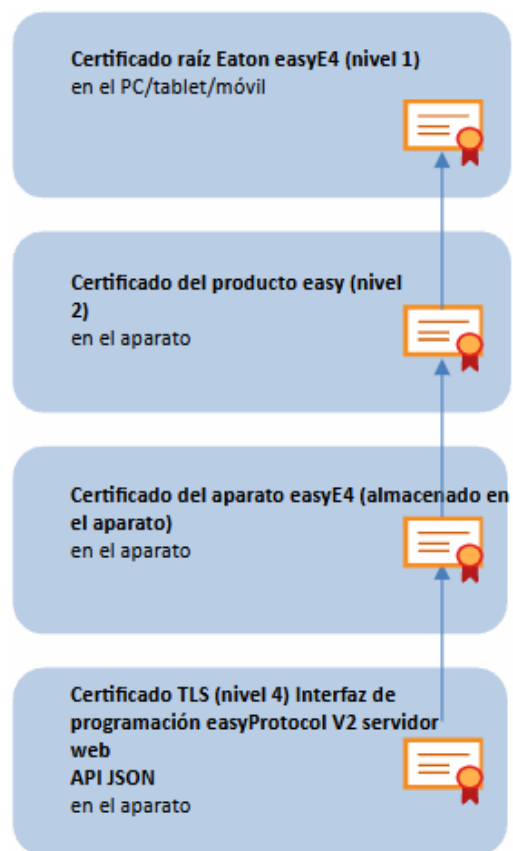 Certificado raíz Eaton easyE4 (nivel 1)
en el PC/tablet/móvil
Certificado del producto easy (nivel
2)
en el aparato
Certificado del aparato easyE4 (almacenado en
el aparato)
en el aparato
Certificado TLS (nivel 4) Interfaz de
programación easyProtocol V2 servidor
web
API JSON
en el aparato